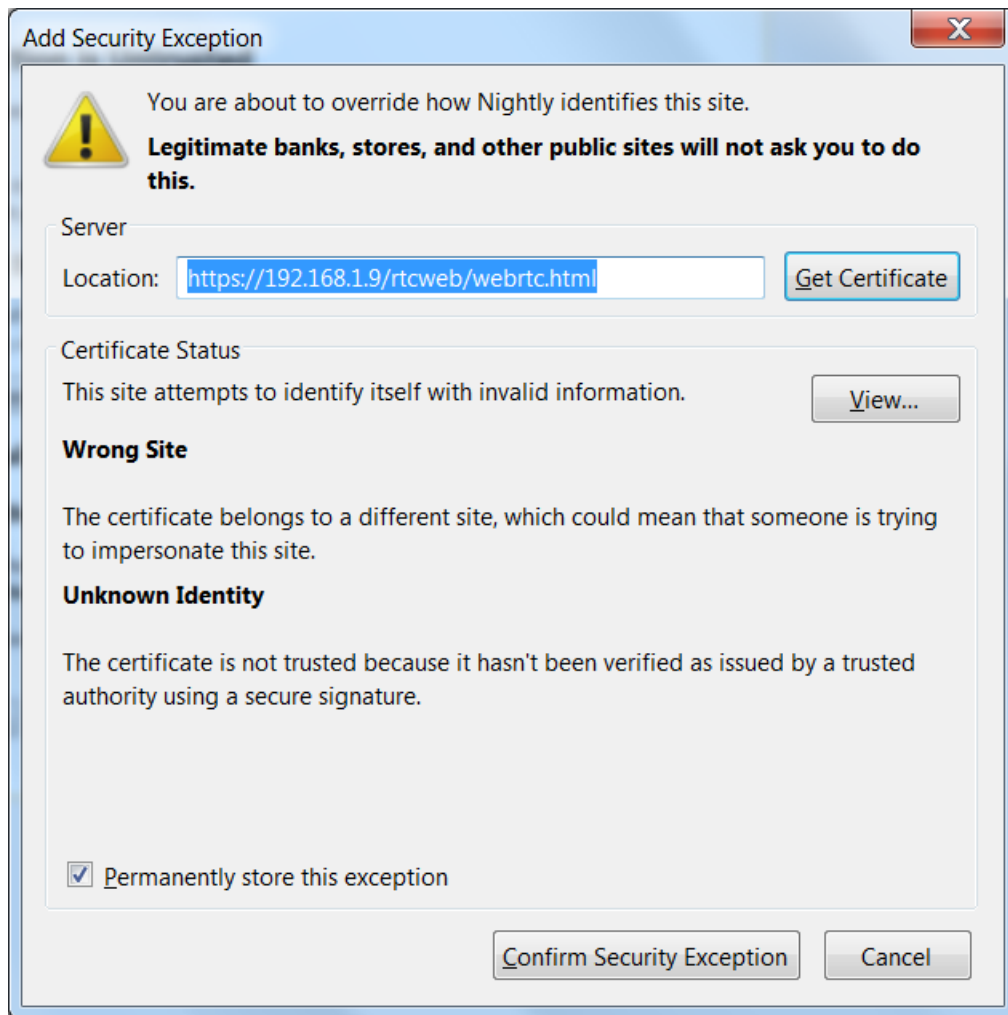 Add Security Exception
You are about to override how Nightly identifies this site.
Legitimate banks, stores, and other public sites will not ask you to do
this.
Server
Location: https://192.168.1.9/rtcweb/webrtc.html Get Certificate
Certificate Status
This site attempts to identify itself with invalid information.
View...
Wrong Site
The certificate belongs to a different site, which could mean that someone is trying
to impersonate this site.
Unknown Identity
The certificate is not trusted because it hasn't been verified as issued by a trusted
authority using a secure signature.
Permanently store this exception
Confirm Security Exception Cancel